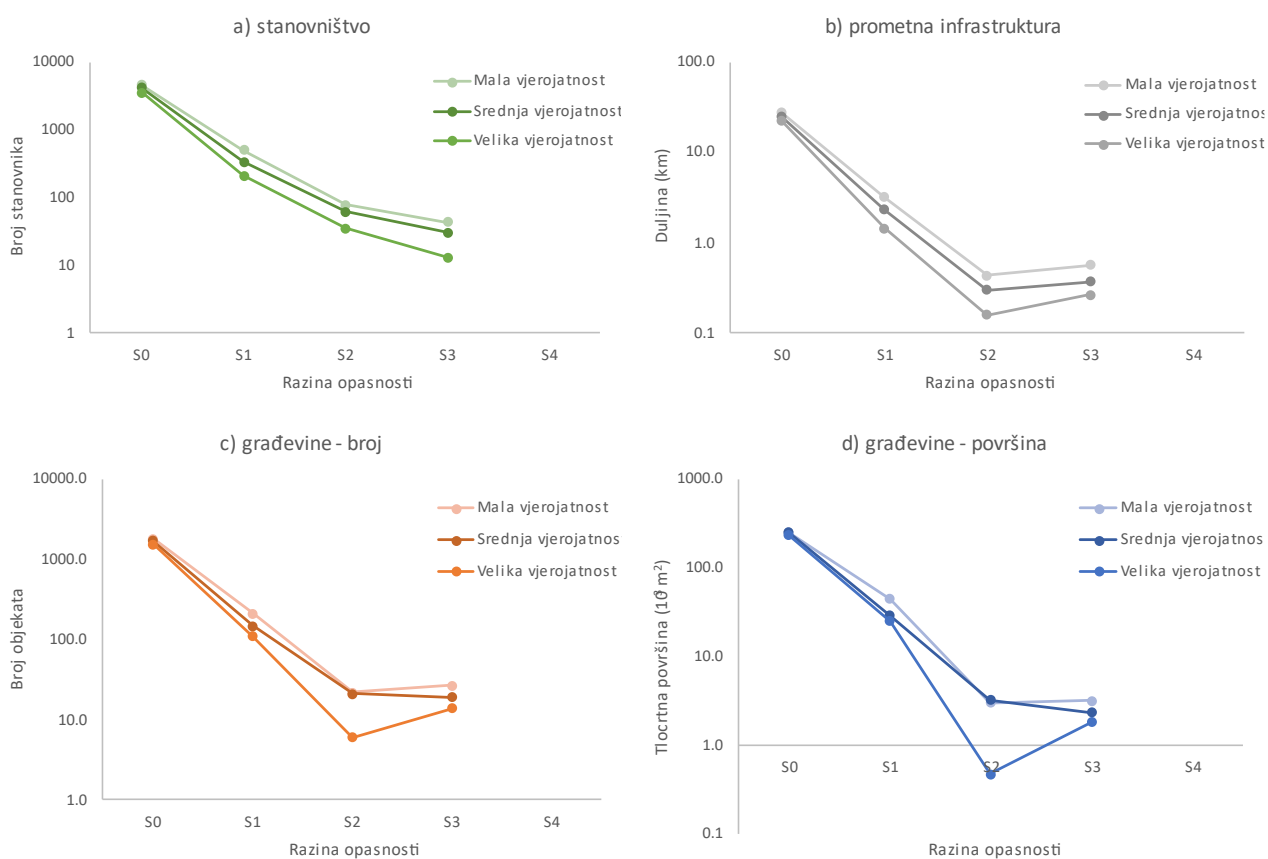 a) stanovništvo
10000
1000
100
10
1
Broj stanovnika
Mala vjerojatnost
Srednja vjerojatnost
Velika vjerojatnost
S0 S1 S2 S3 S4
Razina opasnosti
b) prometna infrastruktura
100.0
10.0
1.0
0.1
Duljina (km)
Mala vjerojatnost
Srednja vjerojatnos
Velika vjerojatnost
S0 S1 S2 S3 S4
Razina opasnosti
c) građevine - broj
10000.0
1000.0
100.0
10.0
1.0
Broj objekata
Mala vjerojatnost
Srednja vjerojatnos
Velika vjerojatnost
S0 S1 S2 S3 S4
Razina opasnosti
d) građevine - površina
1000.0
100.0
10.0
1.0
0.1
Tlocrtna površina m²)
Mala vjerojatnost
Srednja vjerojatnos
Velika vjerojatnost
S0 S1 S2 S3 S4
Razina opasnosti